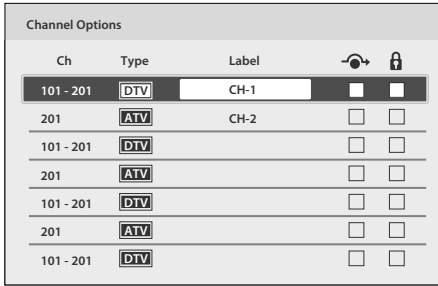 Channel Options
Ch Type Label
101 - 201 DTV CH-1
201 ATV CH-2
101 - 201 DTV
201 ATV
101 - 201 DTV
201 ATV
101 - 201 DTV